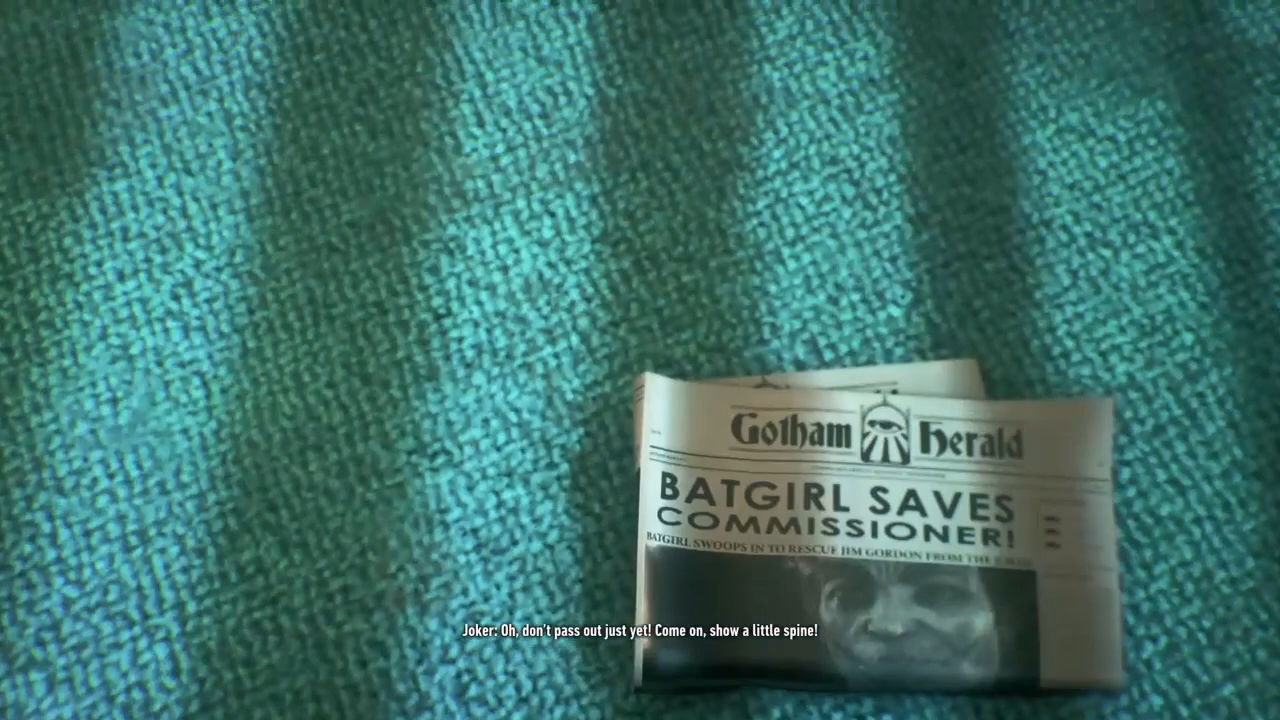 Gotham Herald
BATGIRL SAVES
COMMISSIONER!
BATGIRL SWOOPS IN TO RESCUE JIM GORDON FROM THE
Joker: Oh, don't pass out just yet! Come on, show a little spine!